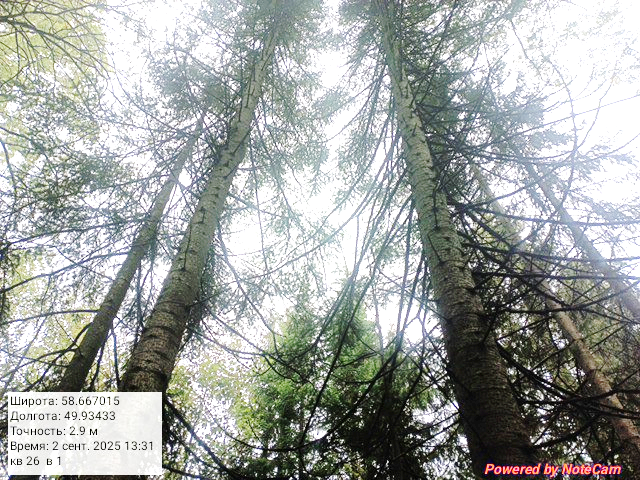 Широта: 58.667015
Долгота: 49.93433
Точность: 2.9 м
Время: 2 сент. 2025 13:31
кв 26 в 1
Powered by NoteCam